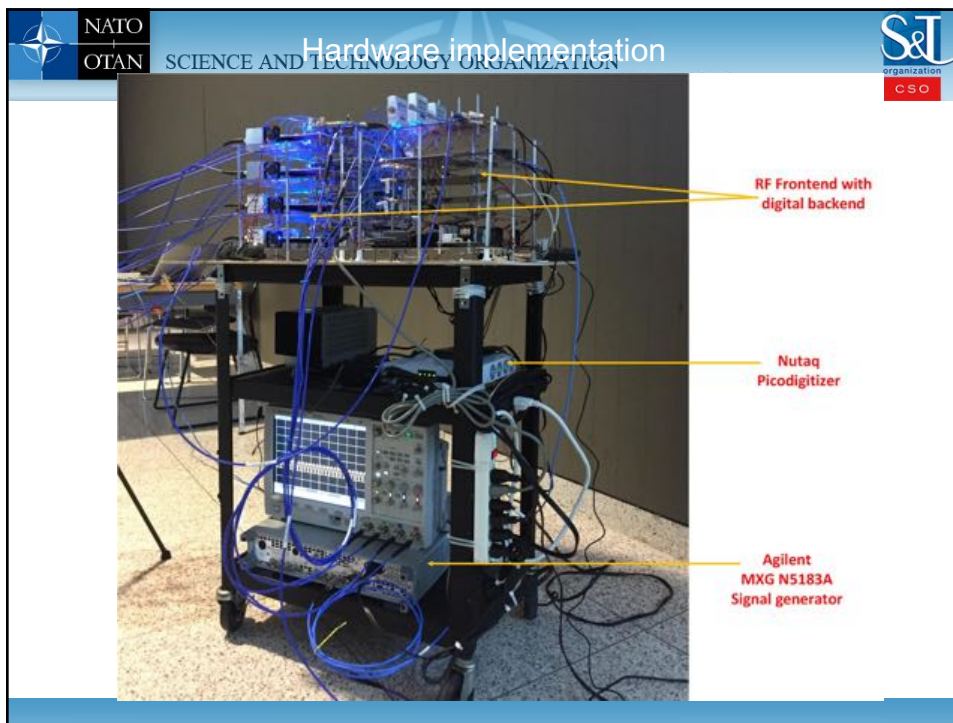 NATO
OTAN
SCIENCE AND TECHNOLOGY ORGANIZATION
Hardware implementation
S&T
organization
CSO
RF Frontend with
digital backend
Nutaq
Picodigitizer
Agilent
MXG N5183A
Signal generator